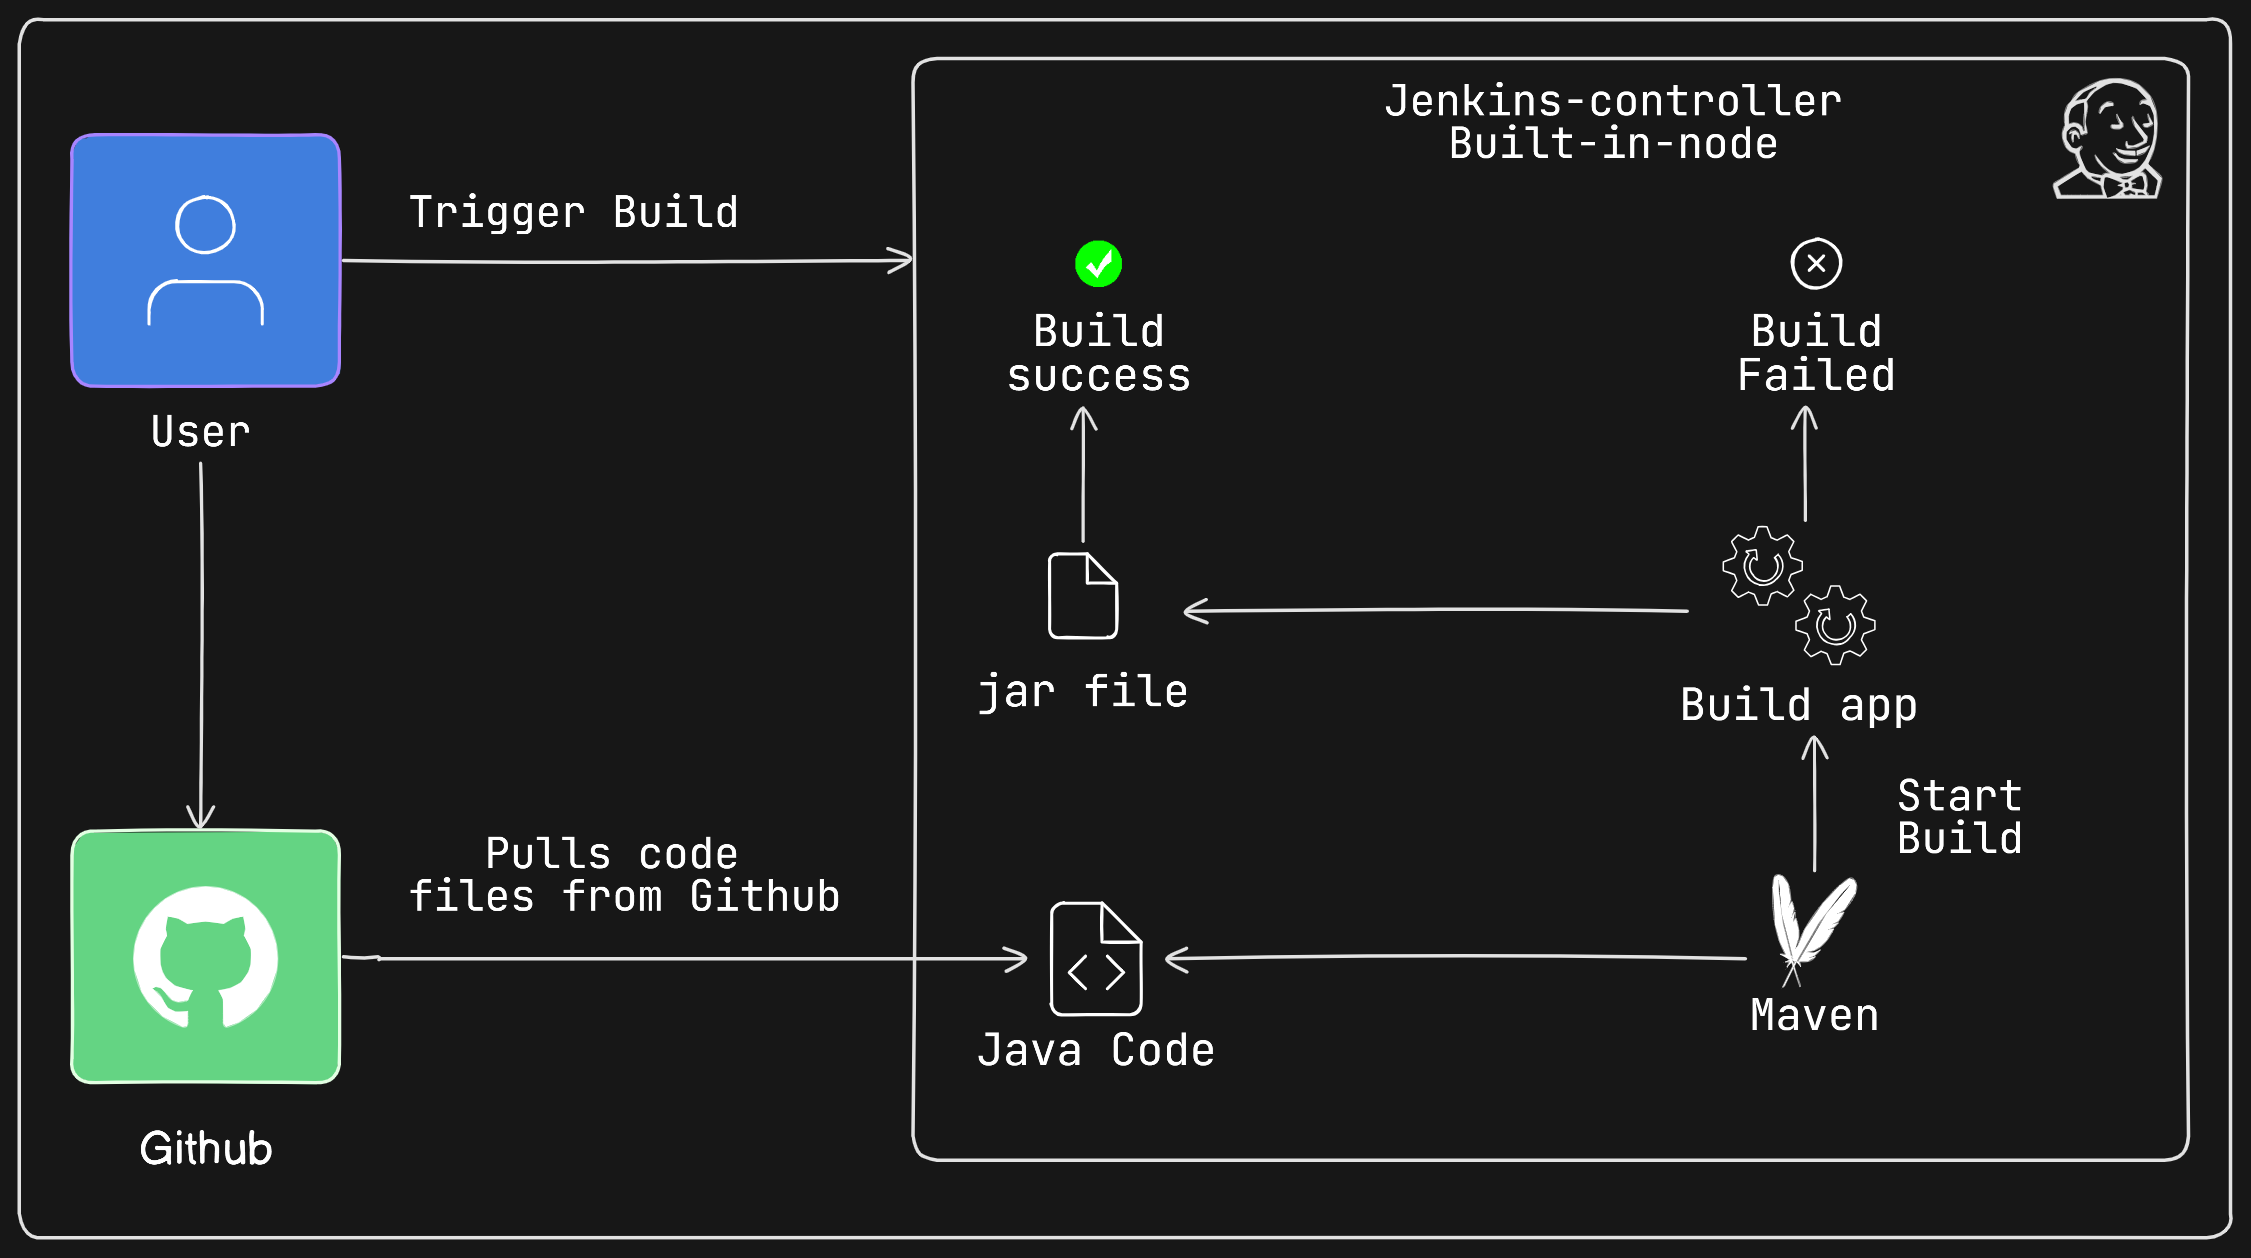 Jenkins-controller
Built-in-node
Trigger Build
Build
success
Build
Failed
User
jar file
Build app
Start
Build
Pulls code
files from Github
Maven
Java Code
Github